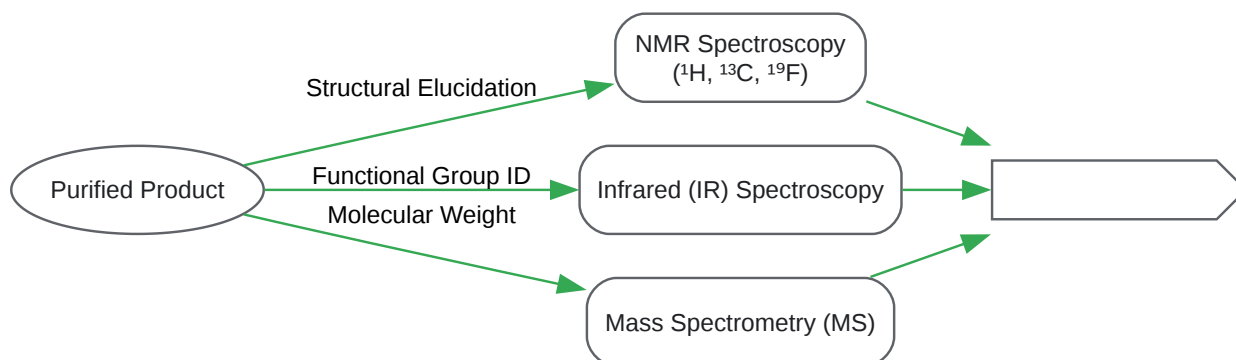 NMR Spectroscopy
(¹H, ¹³C, ¹⁹F)
Structural Elucidation
Purified Product
Functional Group ID
Infrared (IR) Spectroscopy
Molecular Weight
Mass Spectrometry (MS)